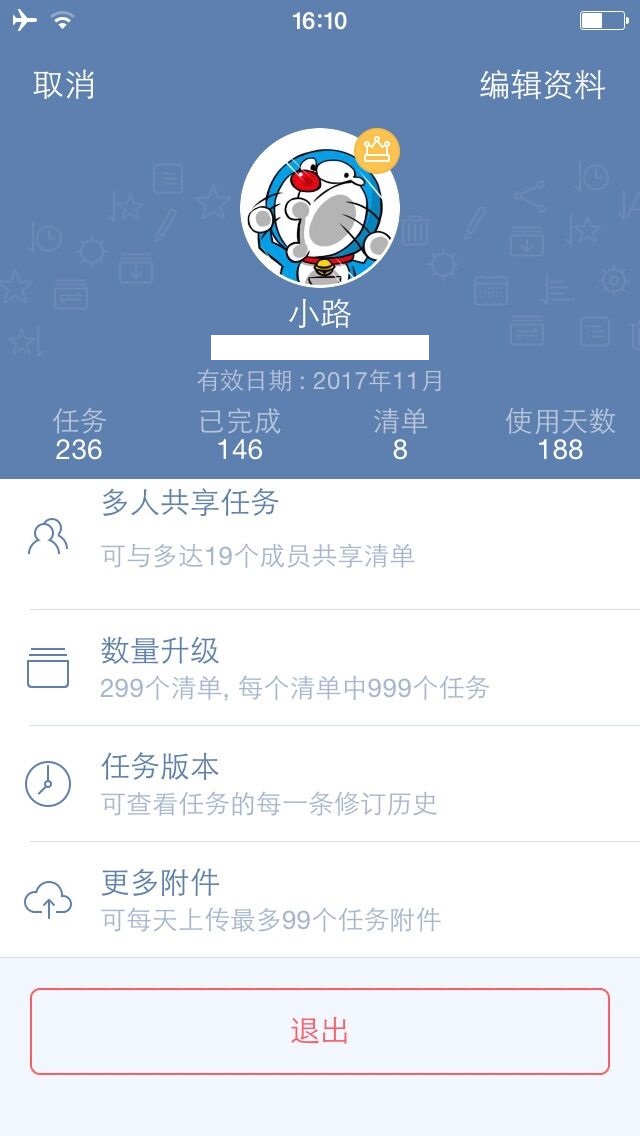 16:10
取消 编辑资料
小路
有效日期 : 2017年11月
任务 已完成 清单 使用天数
236 146 8 188
多人共享任务
可与多达19个成员共享清单
数量升级
299个清单, 每个清单中999个任务
任务版本
可查看任务的每一条修订历史
更多附件
可每天上传最多99个任务附件
退出